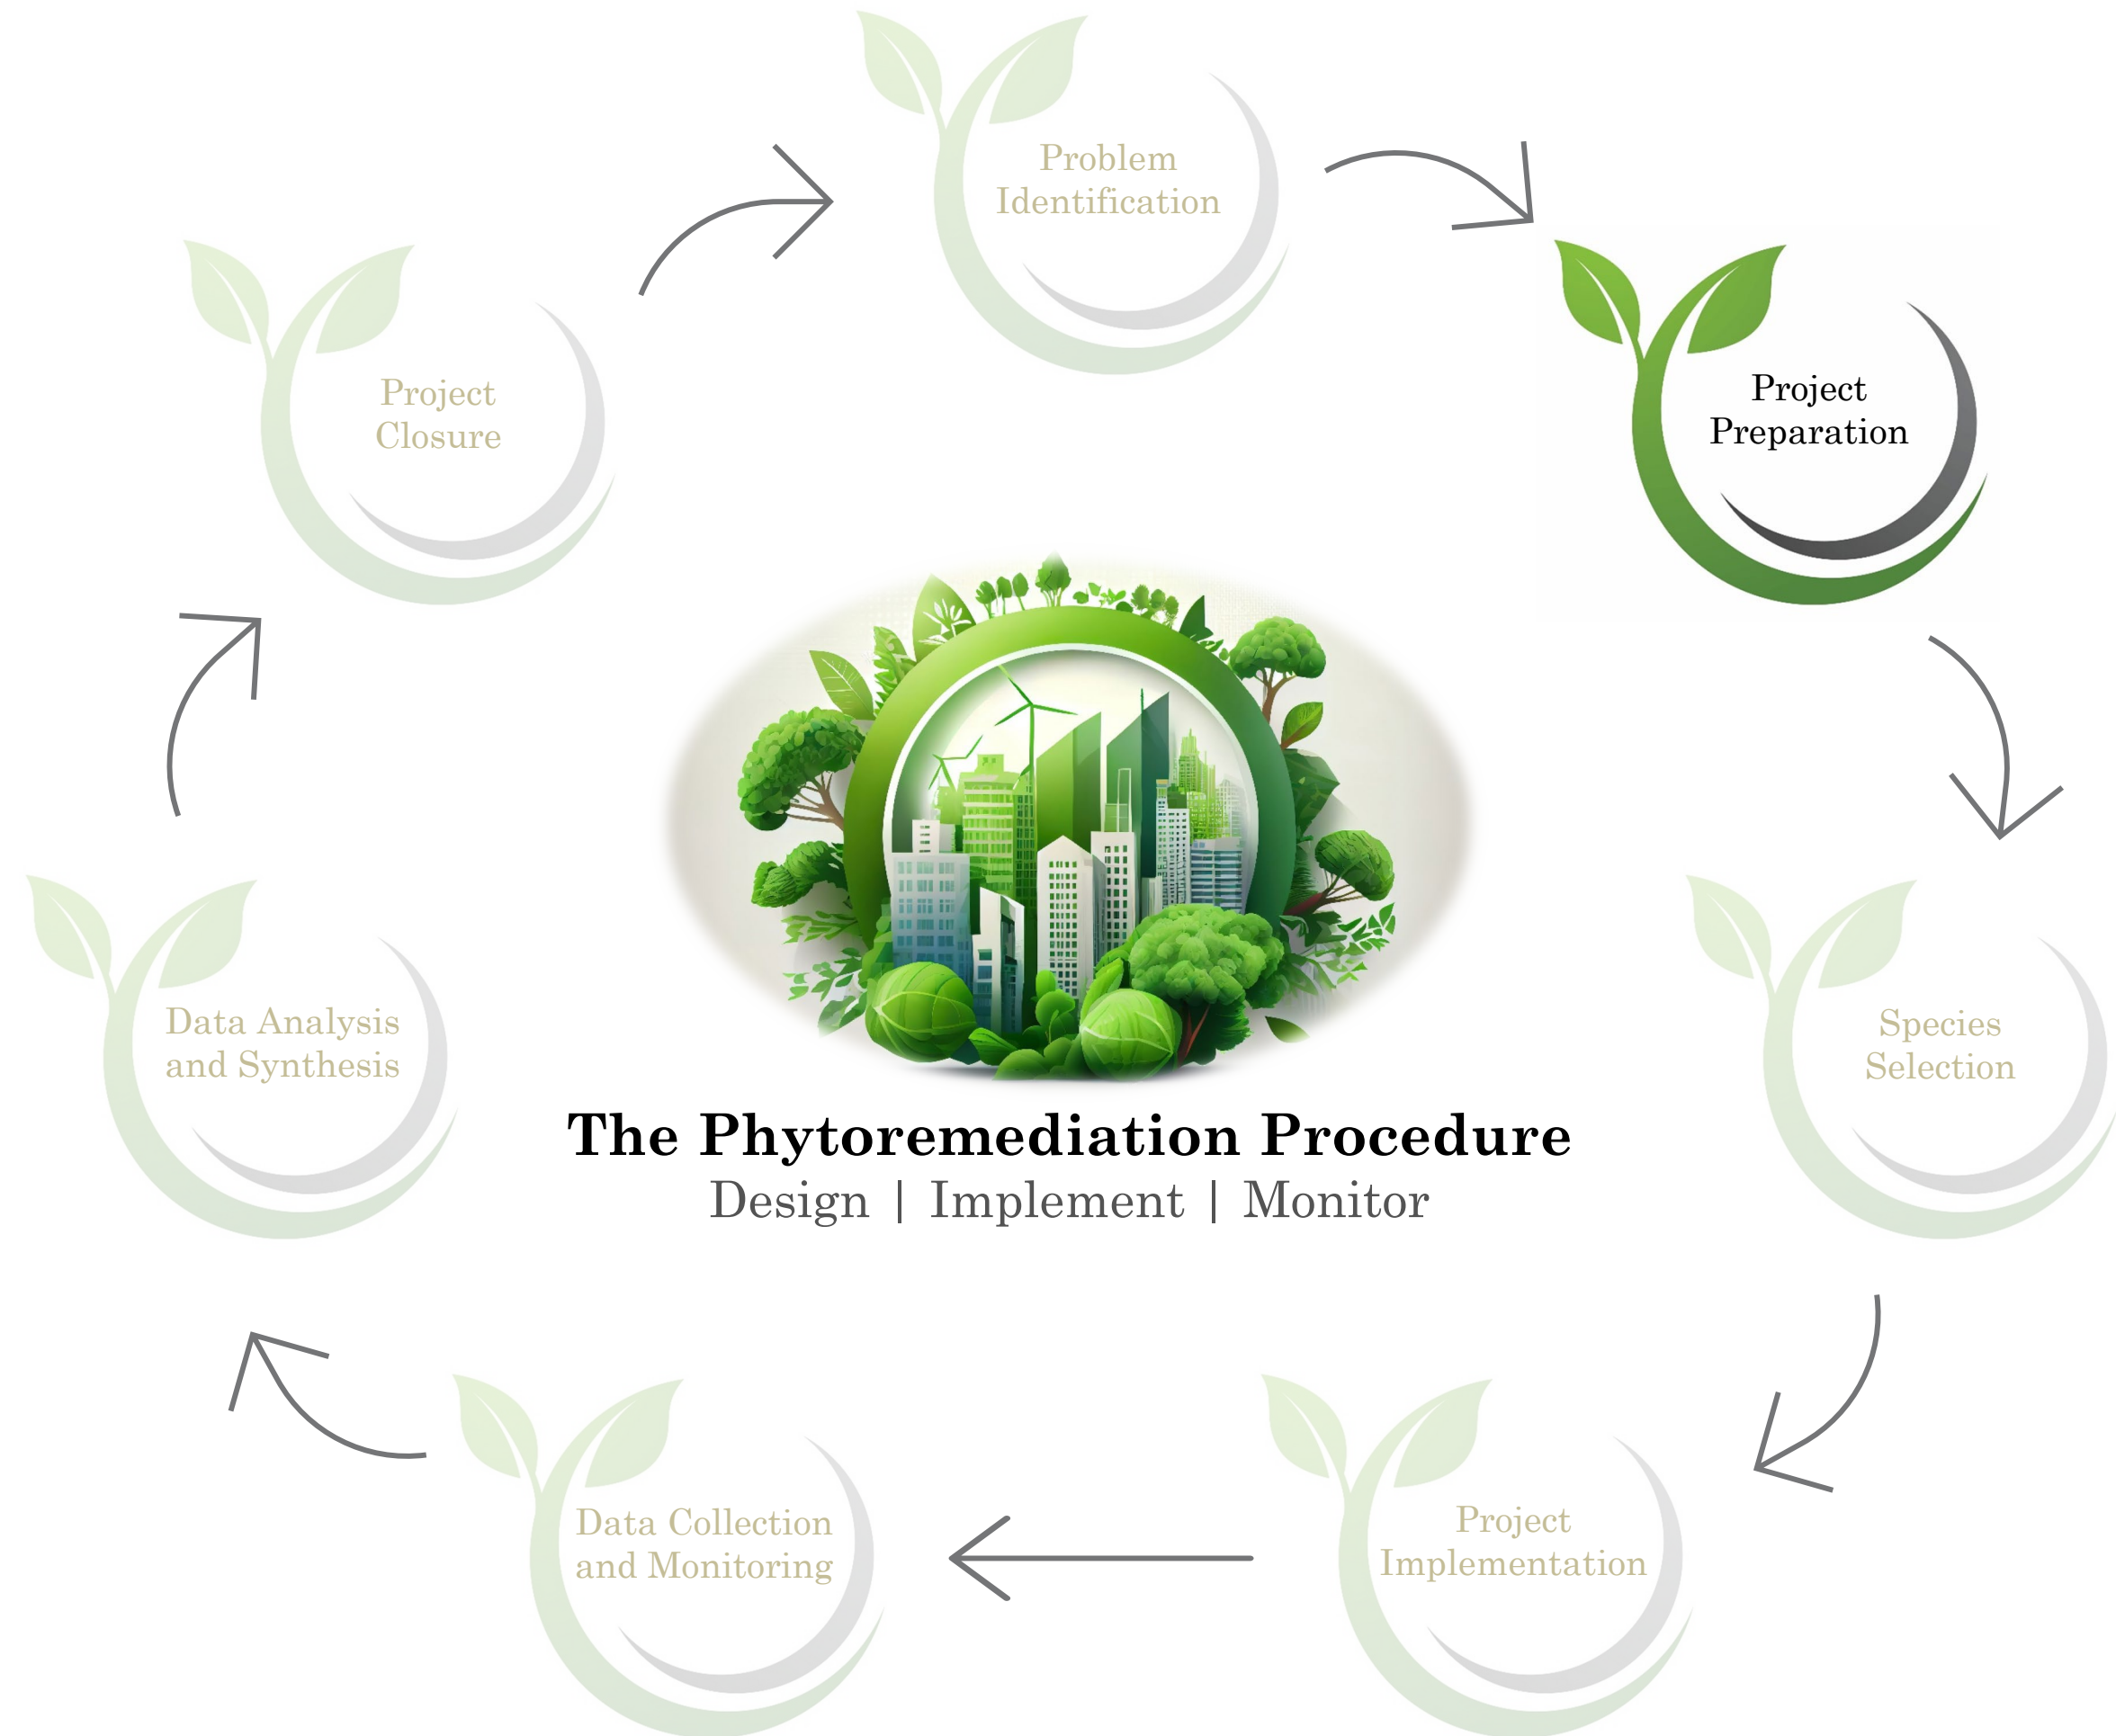 Problem
Identification
Project
Preparation
Species
Selection
Project
Implementation
Data Collection
and Monitoring
Data Analysis
and Synthesis
Project
Closure
The Phytoremediation Procedure
Design | Implement | Monitor